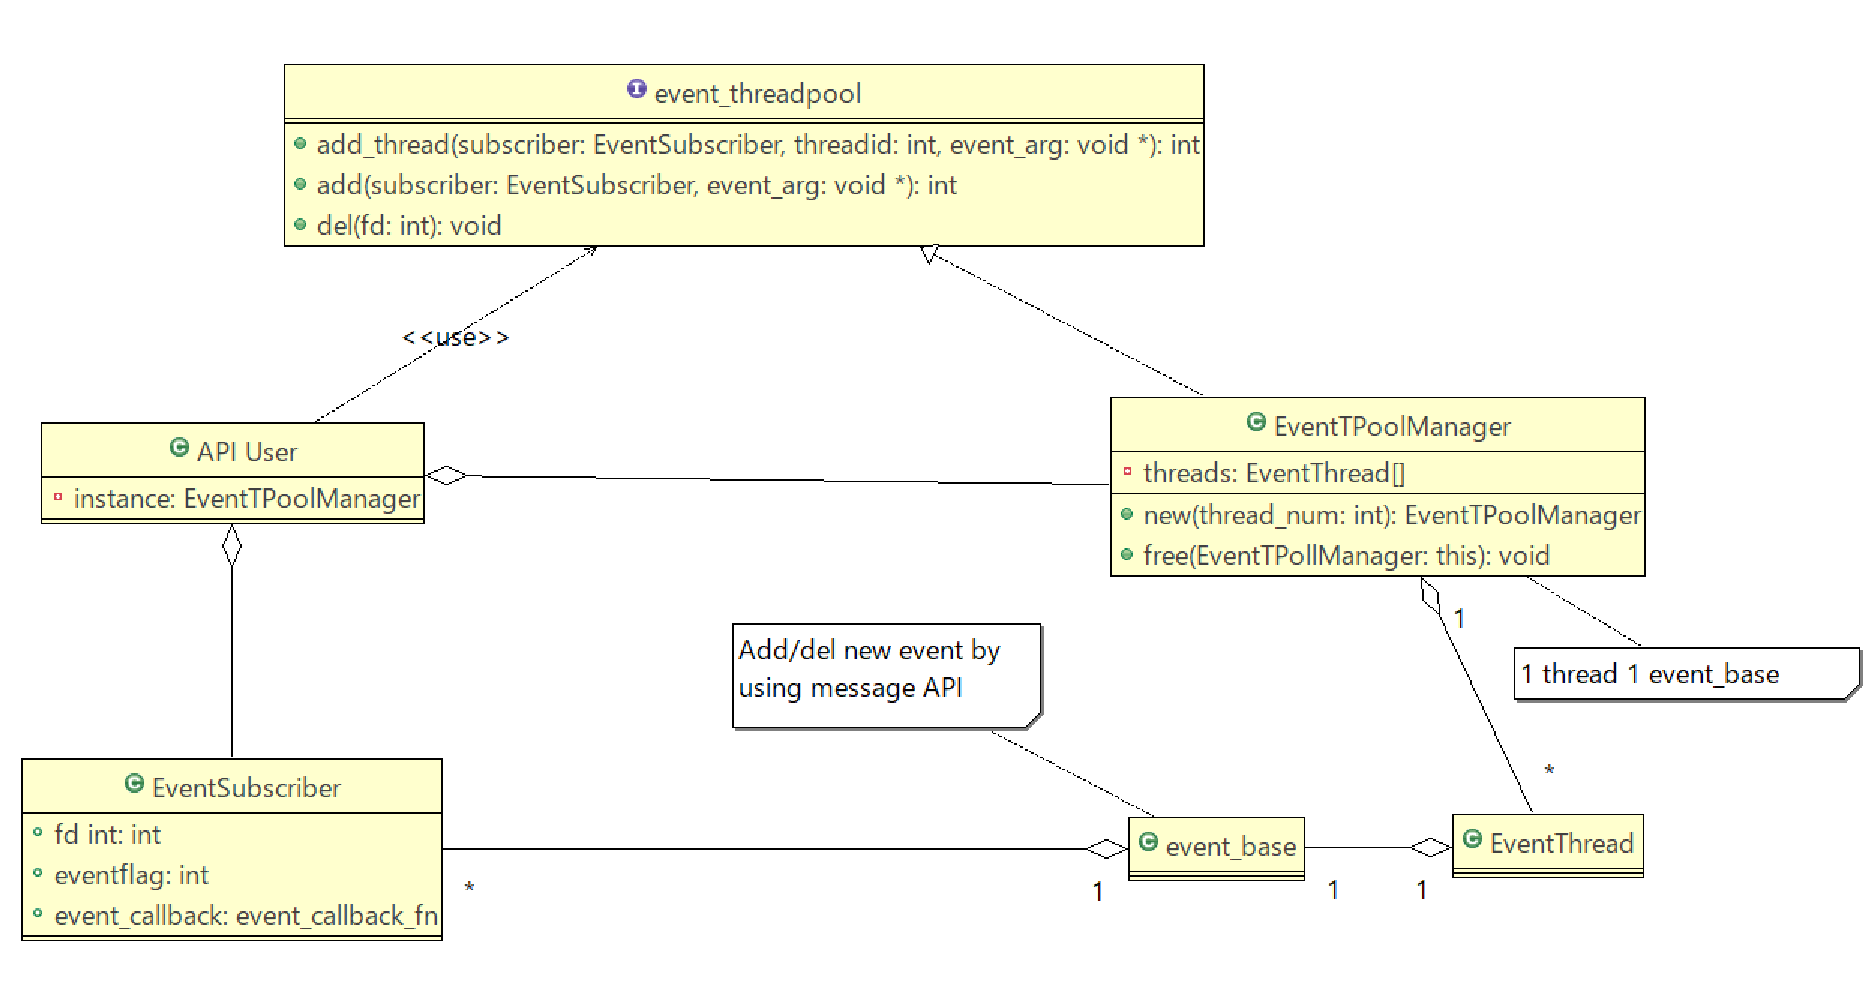 I event_threadpool
add_thread(subscriber: EventSubscriber, threadid: int, event_arg: void *): int
add(subscriber: EventSubscriber, event_arg: void *): int
del(fd: int): void
<<use>>
C API User
instance: EventTPoolManager
C EventTPoolManager
threads: EventThread[]
new(thread_num: int): EventTPoolManager
free(EventTPollManager: this): void
1
Add/del new event by
using message API
1 thread 1 event_base
*
C EventSubscriber
fd int: int
eventflag: int
event_callback: event_callback_fn
*
1
C event_base
1
1
C EventThread